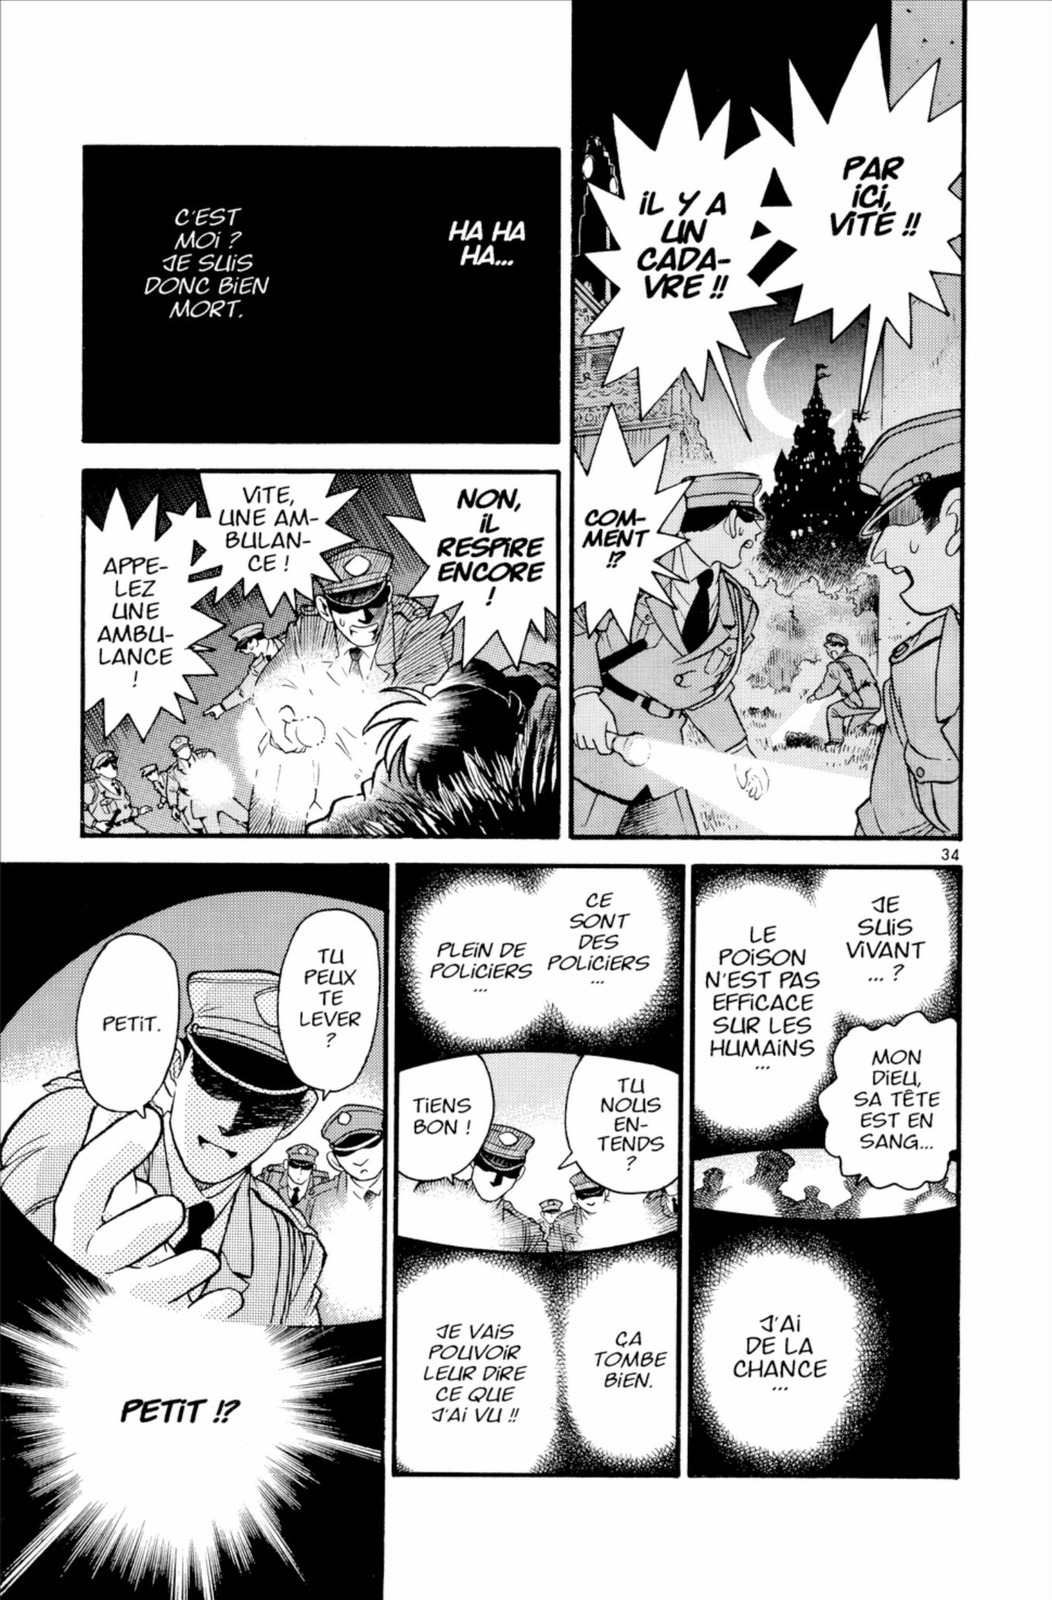 PAR
ICI,
VITE !!
IL Y A
UN
CADA-
VRE !!
COM-
MENT
!?
HA HA
HA...
C'EST
MOI ?
JE SUIS
DONC BIEN
MORT.
NON,
IL
RESPIRE
ENCORE
!
VITE,
UNE AM-
BULAN-
CE !
APPE-
LEZ
UNE
AMBU-
LANCE
!
34
JE
SUIS
VIVANT
... ?
LE
POISON
N'EST PAS
EFFICACE
SUR LES
HUMAINS
...
MON
DIEU,
SA TÊTE
EST EN
SANG...
J'AI
DE LA
CHANCE
...
CE
SONT
DES
POLICIERS
...
PLEIN DE
POLICIERS
...
TU
NOUS
EN-
TENDS
?
TIENS
BON !
ÇA
TOMBE
BIEN.
JE VAIS
POUVOIR
LEUR DIRE
CE QUE
J'AI VU !!
TU
PEUX
TE
LEVER
?
PETIT.
PETIT !?